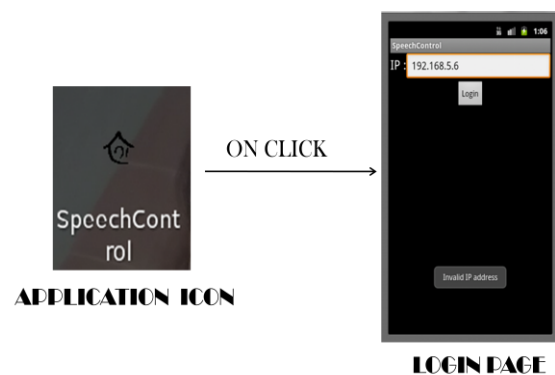 SpeechCont
rol
APPLICATION ICON
ON CLICK
1:06
SpeechControl
IP :
192.168.5.6
Login
Invalid IP address
LOGIN PAGE